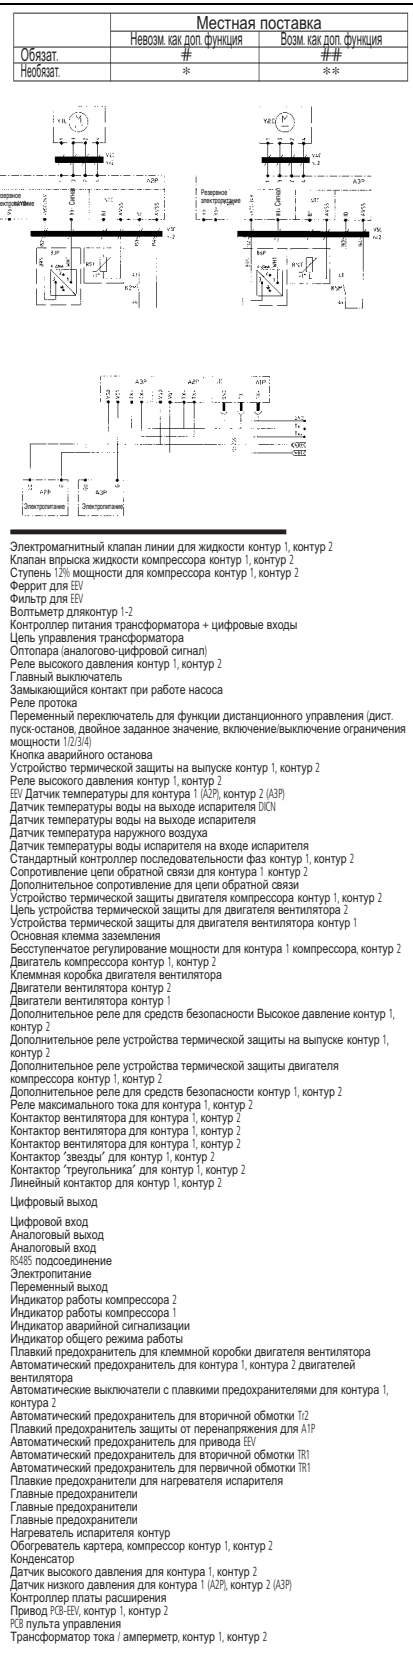 Местная поставка
Невозм. как доп. функция Возм. как доп. функция
Обязат. # ##
Необязат. * **
Y1E M Y2E M
A2P A3P
Резервное электропитание
Сигнал Сигнал
A3P A2P A1P
A2P A3P
Электропитание Электропитание
Электромагнитный клапан линии для жидкости контур 1, контур 2
Клапан впрыска жидкости компрессора контур 1, контур 2
Ступень 12% мощности для компрессора контур 1, контур 2
Феррит для EEV
Фильтр для EEV
Вольтметр дляконтур 1-2
Контроллер питания трансформатора + цифровые входы
Цепь управления трансформатора
Оптопара (аналогово-цифровой сигнал)
Реле высокого давления контур 1, контур 2
Главный выключатель
Замыкающийся контакт при работе насоса
Реле протока
Переменный переключатель для функции дистанционного управления (дист.
пуск-останов, двойное заданное значение, включение/выключение ограничения
мощности 1/2/3/4)
Кнопка аварийного останова
Устройство термической защиты на выпуске контур 1, контур 2
Реле высокого давления контур 1, контур 2
EEV Датчик температуры для контура 1 (A2P), контур 2 (A3P)
Датчик температуры воды на выходе испарителя DICN
Датчик температуры воды на выходе испарителя
Датчик температура наружного воздуха
Датчик температуры воды испарителя на входе испарителя
Стандартный контроллер последовательности фаз контур 1, контур 2
Сопротивление цепи обратной связи для контура 1 контур 2
Дополнительное сопротивление для цепи обратной связи
Устройство термической защиты двигателя компрессора контур 1, контур 2
Цель устройства термической защиты для двигателя вентилятора 2
Устройства термической защиты для двигателя вентилятора контур 1
Основная клемма заземления
Бесступенчатое регулирование мощности для контура 1 компрессора, контур 2
Двигатель компрессора контур 1, контур 2
Клеммная коробка двигателя вентилятора
Двигатели вентилятора контур 2
Двигатели вентилятора контур 1
Дополнительное реле для средств безопасности Высокое давление контур 1,
контур 2
Дополнительное реле устройства термической защиты на выпуске контур 1,
контур 2
Дополнительное реле устройства термической защиты двигателя
компрессора контур 1, контур 2
Дополнительное реле для средств безопасности контур 1, контур 2
Реле максимального тока для контура 1, контур 2
Контактор вентилятора для контура 1, контур 2
Контактор вентилятора для контура 1, контур 2
Контактор вентилятора для контура 1, контур 2
Контактор ‘звезды’ для контур 1, контур 2
Контактор ‘треугольника’ для контур 1, контур 2
Линейный контактор для контур 1, контур 2
Цифровый выход
Цифровой вход
Аналоговый выход
Аналоговый вход
RS485 подсоединение
Электропитание
Переменный выход
Индикатор работы компрессора 2
Индикатор работы компрессора 1
Индикатор аварийной сигнализации
Индикатор общего режима работы
Плавкий предохранитель для клеммной коробки двигателя вентилятора
Автоматический предохранитель для контура 1, контура 2 двигателей
вентилятора
Автоматические выключатели с плавкими предохранителями для контура 1,
контура 2
Автоматический предохранитель для вторичной обмотки Tr2
Плавкий предохранитель защиты от перенапряжения для A1P
Автоматический предохранитель для привода EEV
Автоматический предохранитель для вторичной обмотки TR1
Автоматический предохранитель для первичной обмотки TR1
Плавкие предохранители для нагревателя испарителя
Главные предохранители
Главные предохранители
Главные предохранители
Нагреватель испарителя контур
Обогреватель картера, компрессор контур 1, контур 2
Конденсатор
Датчик высокого давления для контура 1, контур 2
Датчик низкого давления для контура 1 (A2P), контур 2 (A3P)
Контроллер платы расширения
Привод PCB-EEV, контур 1, контур 2
PCB пульта управления
Трансформатор тока / амперметр, контур 1, контур 2